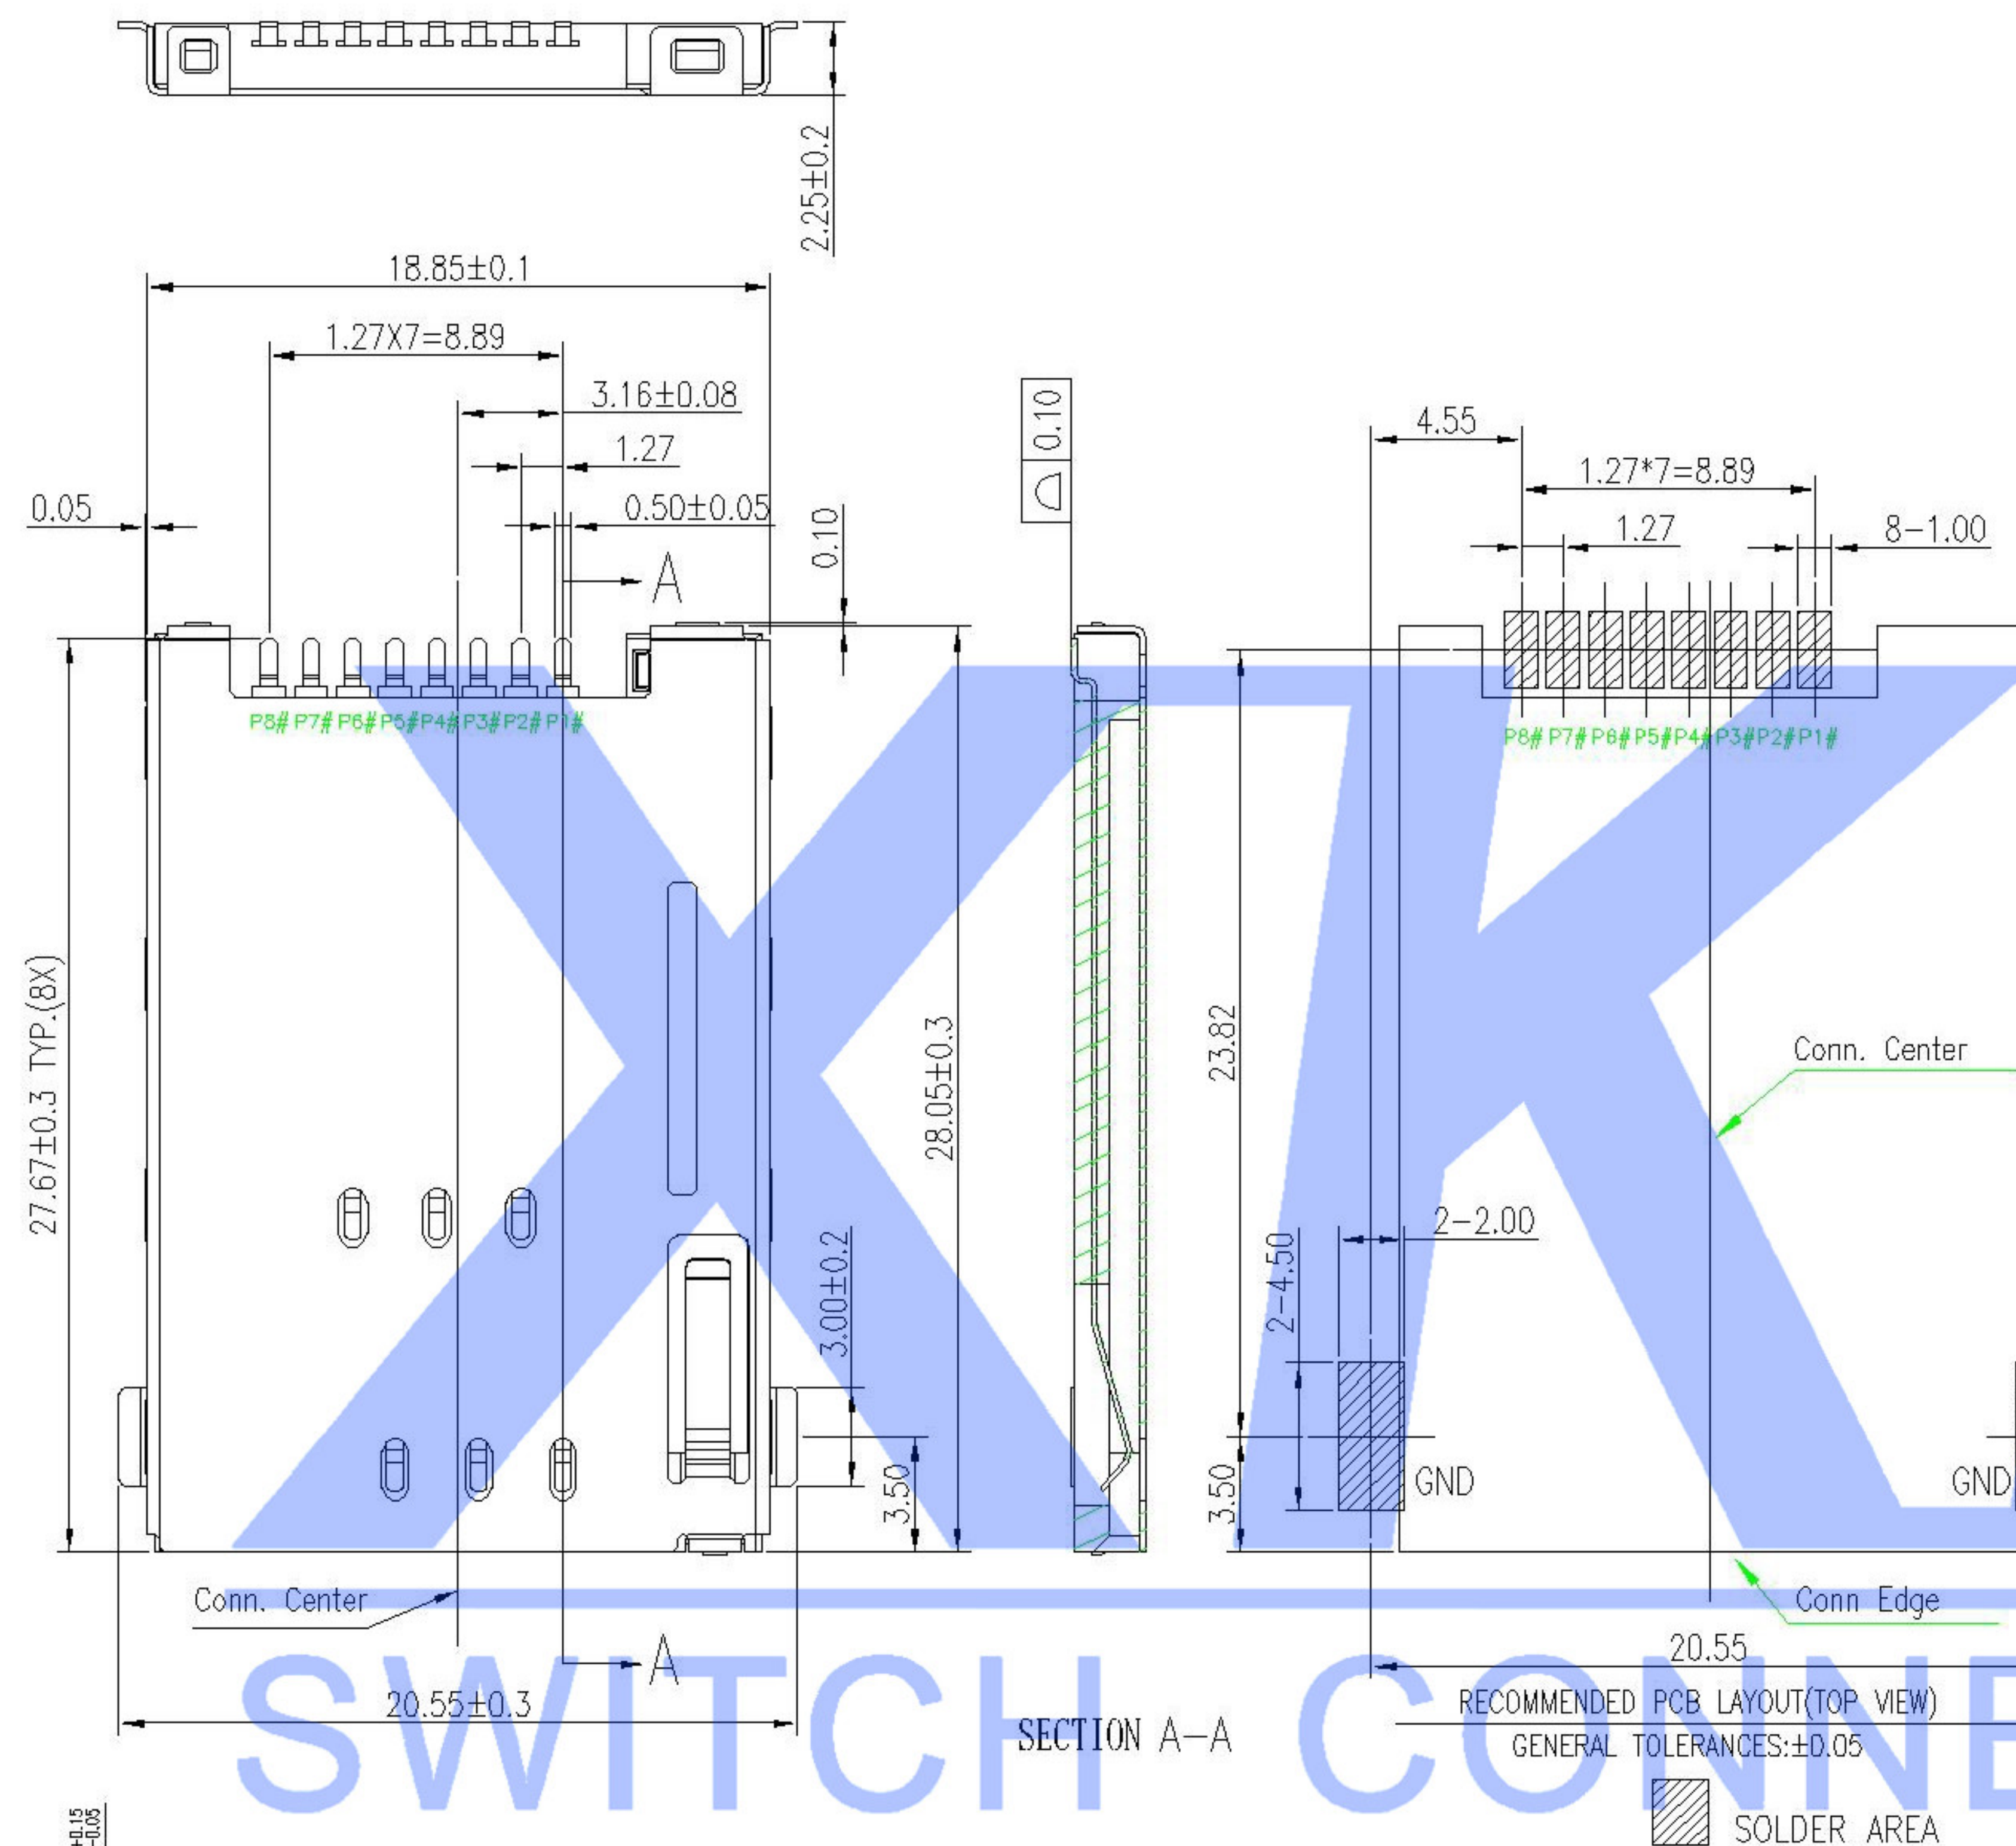 2.25±0.2
18.85±0.1
1.27X7=8.89
3.16±0.08
1.27
0.05
0.50±0.05
0.10
A
P8# P7# P6# P5# P4# P3# P2# P1#
27.67±0.3 TYP.(8X)
28.05±0.3
3.00±0.2
3.50
Conn. Center
A
20.55±0.3
+0.15
-0.05
0.10
SECTION A-A
4.55
1.27*7=8.89
1.27
8-1.00
P8# P7# P6# P5# P4# P3# P2# P1#
23.82
Conn. Center
2-2.00
2-4.50
GND
GND
3.50
Conn Edge
20.55
RECOMMENDED PCB LAYOUT(TOP VIEW)
GENERAL TOLERANCES:±0.05
SOLDER AREA
XK
SWITCH CONNE